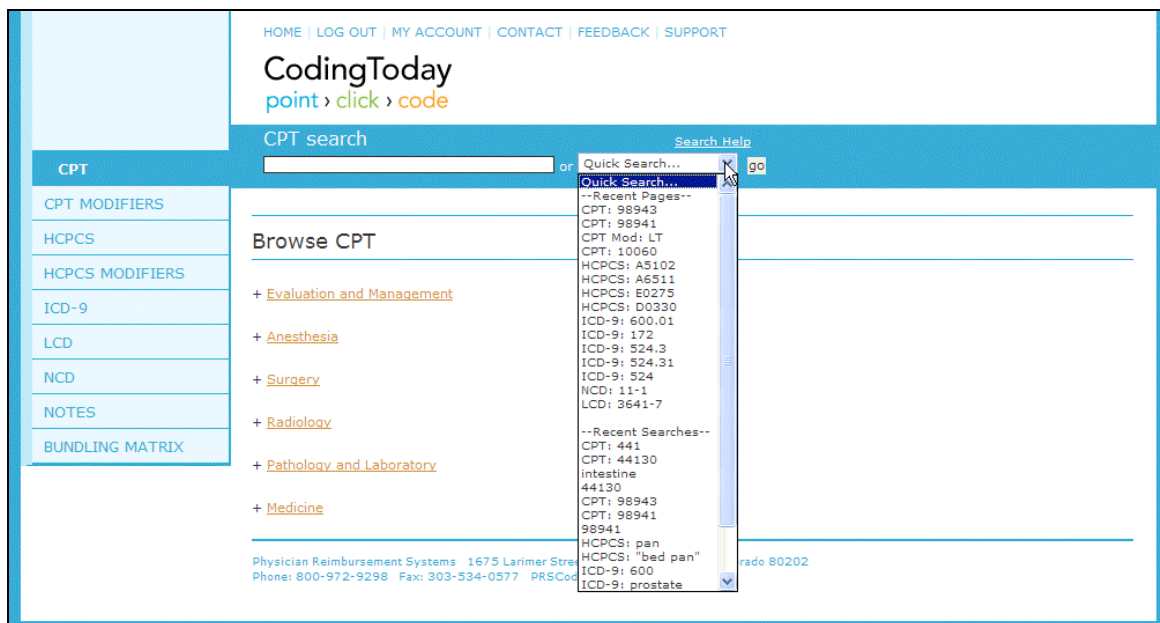 HOME | LOG OUT | MY ACCOUNT | CONTACT | FEEDBACK | SUPPORT
CodingToday
point › click › code
CPT search
Search Help
or
Quick Search...
go
CPT
CPT MODIFIERS
HCPCS
HCPCS MODIFIERS
ICD-9
LCD
NCD
NOTES
BUNDLING MATRIX
Browse CPT
+ Evaluation and Management
+ Anesthesia
+ Surgery
+ Radiology
+ Pathology and Laboratory
+ Medicine
Quick Search...
--Recent Pages--
CPT: 98943
CPT: 98941
CPT Mod: LT
CPT: 10060
HCPCS: A5102
HCPCS: A6511
HCPCS: E0275
HCPCS: D0330
ICD-9: 600.01
ICD-9: 172
ICD-9: 524.3
ICD-9: 524.31
ICD-9: 524
NCD: 11-1
LCD: 3641-7
--Recent Searches--
CPT: 441
CPT: 44130
intestine
44130
CPT: 98943
CPT: 98941
98941
HCPCS: pan
HCPCS: "bed pan"
ICD-9: 600
ICD-9: prostate
Physician Reimbursement Systems 1675 Larimer Stre rado 80202
Phone: 800-972-9298 Fax: 303-534-0577 PRSCod